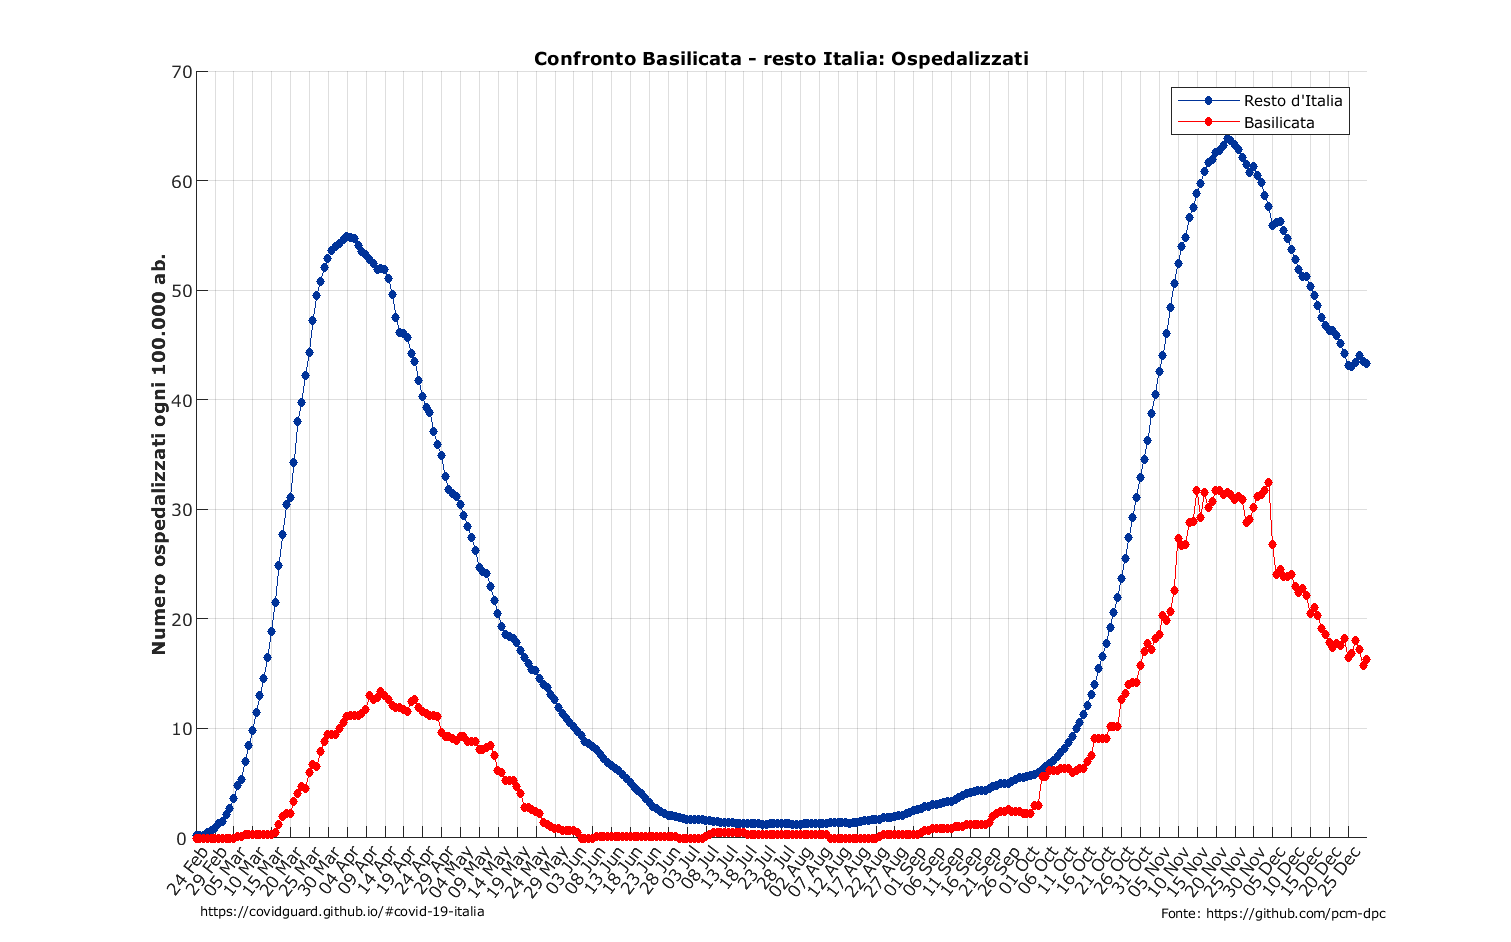 Confronto Basilicata - resto Italia: Ospedalizzati
Resto d'Italia
Basilicata
Numero ospedalizzati ogni 100.000 ab.
70
60
50
40
30
20
10
0
24 Feb
29 Feb
05 Mar
10 Mar
15 Mar
20 Mar
25 Mar
30 Mar
04 Apr
09 Apr
14 Apr
19 Apr
24 Apr
29 Apr
04 May
09 May
14 May
19 May
24 May
29 May
03 Jun
08 Jun
13 Jun
18 Jun
23 Jun
28 Jun
03 Jul
08 Jul
13 Jul
18 Jul
23 Jul
28 Jul
02 Aug
07 Aug
12 Aug
17 Aug
22 Aug
27 Aug
01 Sep
06 Sep
11 Sep
16 Sep
21 Sep
26 Sep
01 Oct
06 Oct
11 Oct
16 Oct
21 Oct
26 Oct
31 Oct
05 Nov
10 Nov
15 Nov
20 Nov
25 Nov
30 Nov
05 Dec
10 Dec
15 Dec
20 Dec
25 Dec
https://covidguard.github.io/#covid-19-italia
Fonte: https://github.com/pcm-dpc